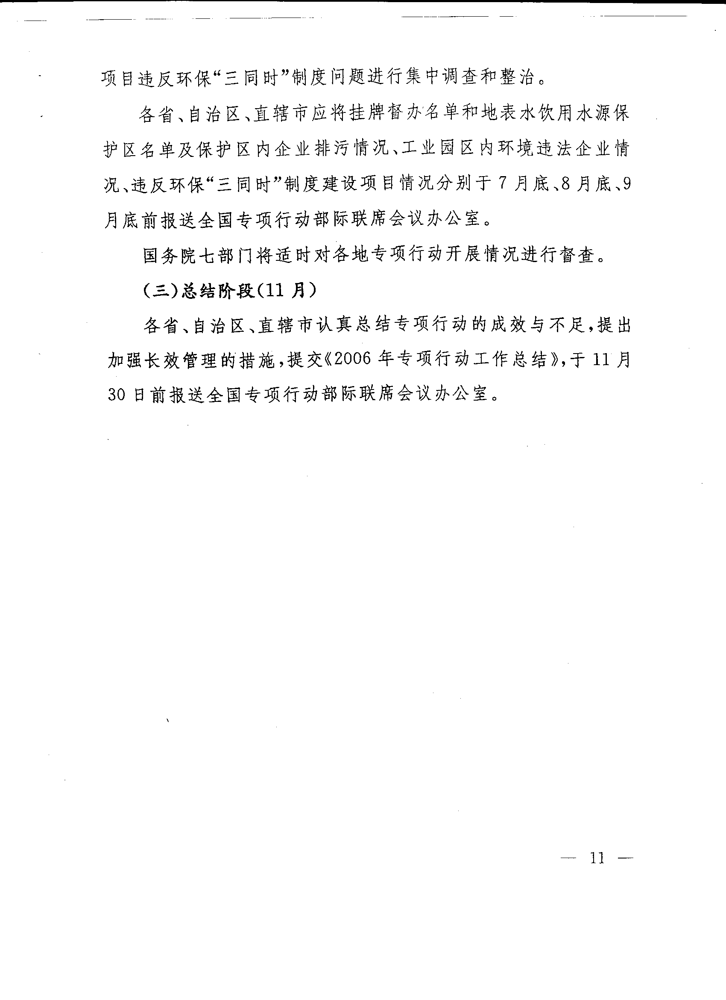 项目违反环保“三同时”制度问题进行集中调查和整治。
各省、自治区、直辖市应将挂牌督办名单和地表水饮用水源保
护区名单及保护区内企业排污情况、工业园区内环境违法企业情
况、违反环保“三同时”制度建设项目情况分别于 7 月底、8 月底、9
月底前报送全国专项行动部际联席会议办公室。
国务院七部门将适时对各地专项行动开展情况进行督查。
(三)总结阶段(11 月)
各省、自治区、直辖市认真总结专项行动的成效与不足,提出
加强长效管理的措施,提交《2006 年专项行动工作总结》,于 11 月
30 日前报送全国专项行动部际联席会议办公室。
— 11 —